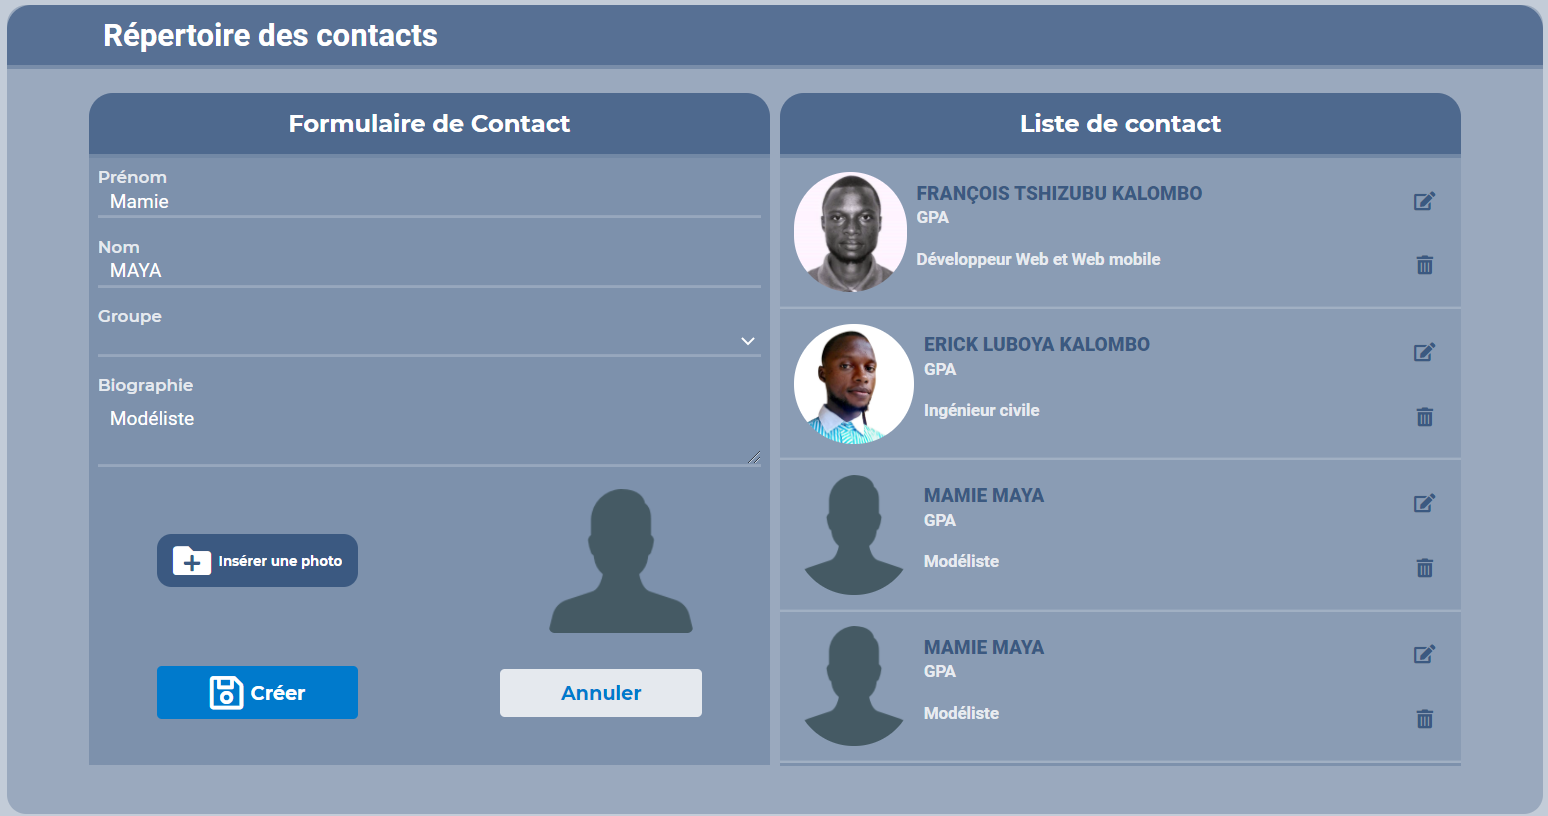 Répertoire des contacts
Formulaire de Contact
Prénom
Mamie
Nom
MAYA
Groupe
Biographie
Modéliste
Insérer une photo
Créer
Annuler
Liste de contact
FRANÇOIS TSHIZUBU KALOMBO
GPA
Développeur Web et Web mobile
ERICK LUBOYA KALOMBO
GPA
Ingénieur civile
MAMIE MAYA
GPA
Modéliste
MAMIE MAYA
GPA
Modéliste